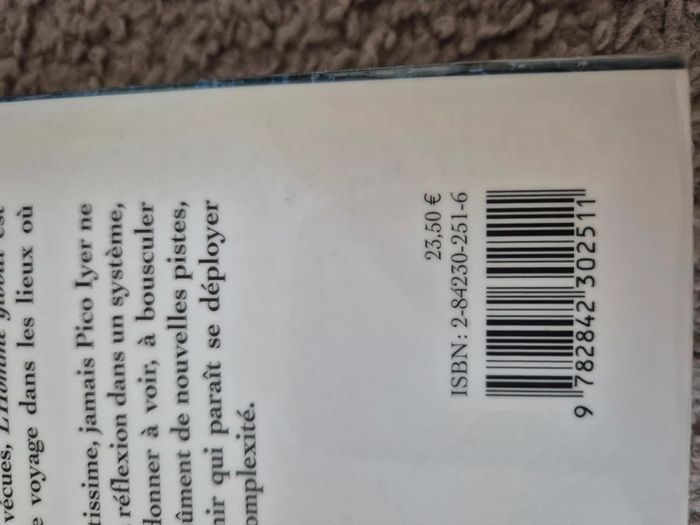 vécues, L'Homme global est
e voyage dans les lieux où
tissime, jamais Pico Iyer ne
réflexion dans un système,
donner à voir, à bousculer
ûment de nouvelles pistes,
nir qui paraît se déployer
omplexité.
23,50 €
ISBN : 2-84230-251-6
9 782842 302511